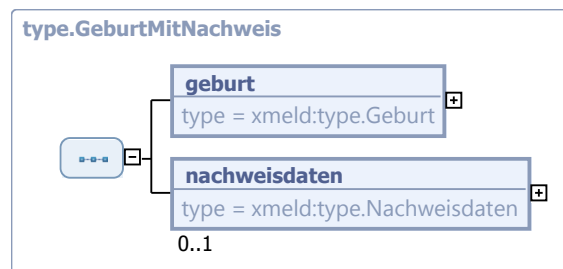 type.GeburtMitNachweis
geburt
type = xmeld:type.Geburt
nachweisdaten
type = xmeld:type.Nachweisdaten
0..1